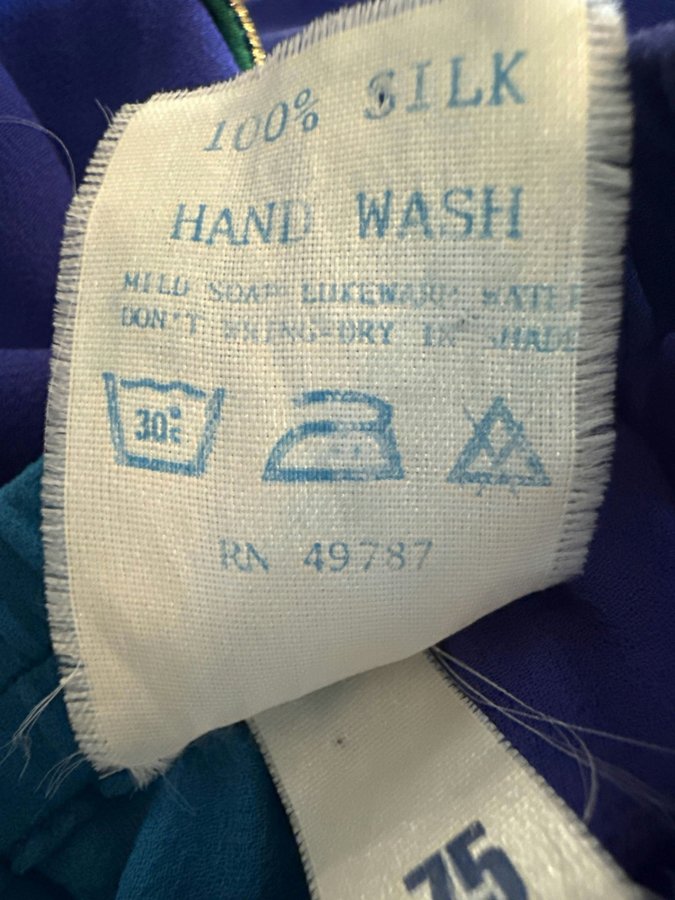 100% SILK
HAND WASH
MILD SOAP LUKEWARM WATER
DON'T WRING-DRY IN SHADE
30°c
RN 49787
75